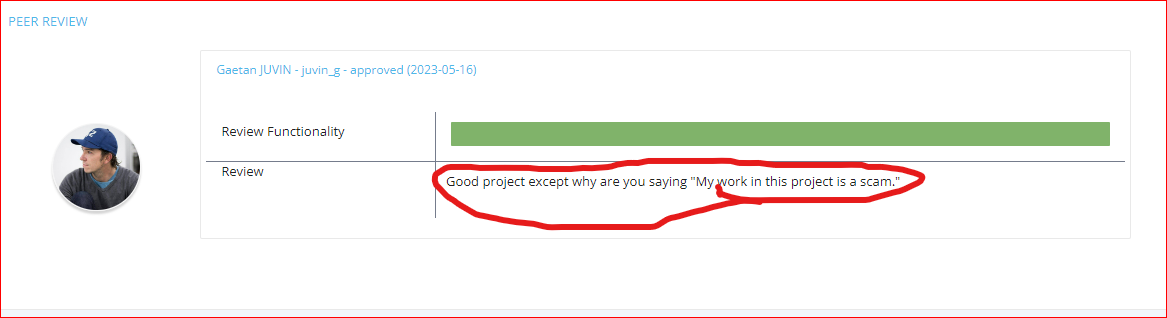 PEER REVIEW
Gaetan JUVIN - juvin_g - approved (2023-05-16)
Review Functionality
Review
Good project except why are you saying "My work in this project is a scam."